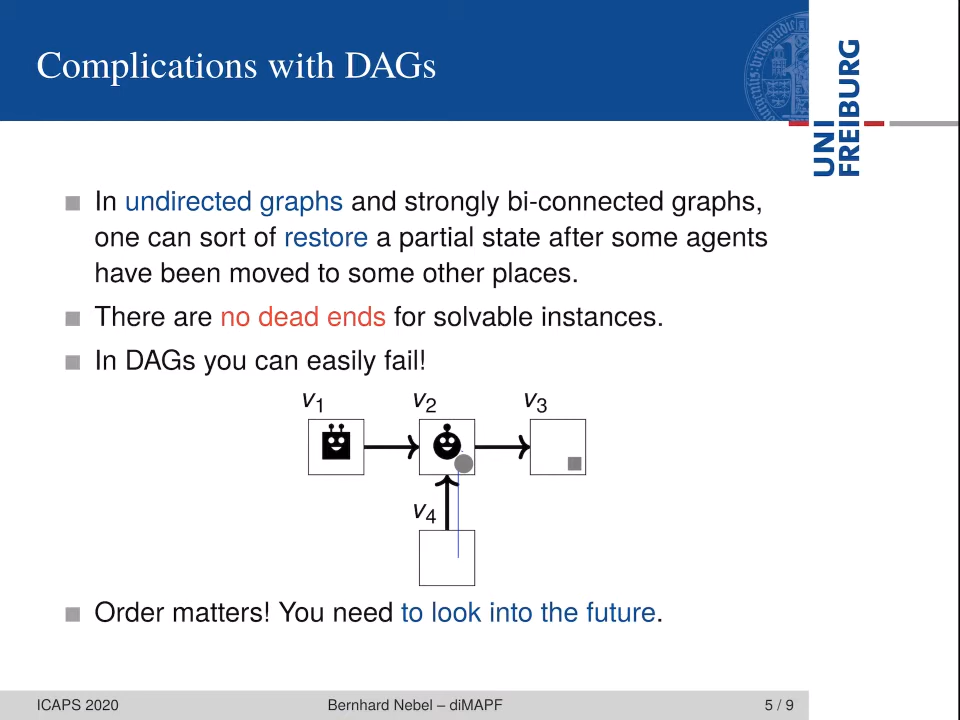 Complications with DAGs
UNI
FREIBURG
In undirected graphs and strongly bi-connected graphs,
one can sort of restore a partial state after some agents
have been moved to some other places.
There are no dead ends for solvable instances.
In DAGs you can easily fail!
v1 v2 v3
v4
Order matters! You need to look into the future.
ICAPS 2020 Bernhard Nebel – diMAPF 5 / 9